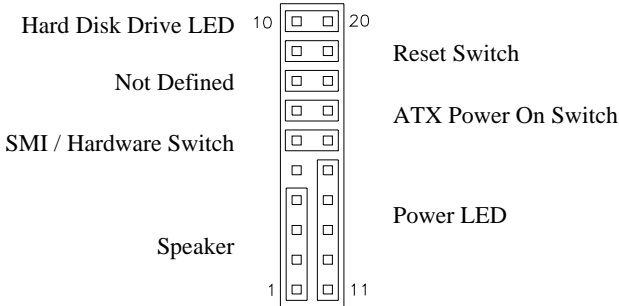 Hard Disk Drive LED 10 20
Reset Switch
Not Defined
ATX Power On Switch
SMI / Hardware Switch
Power LED
Speaker
1 11